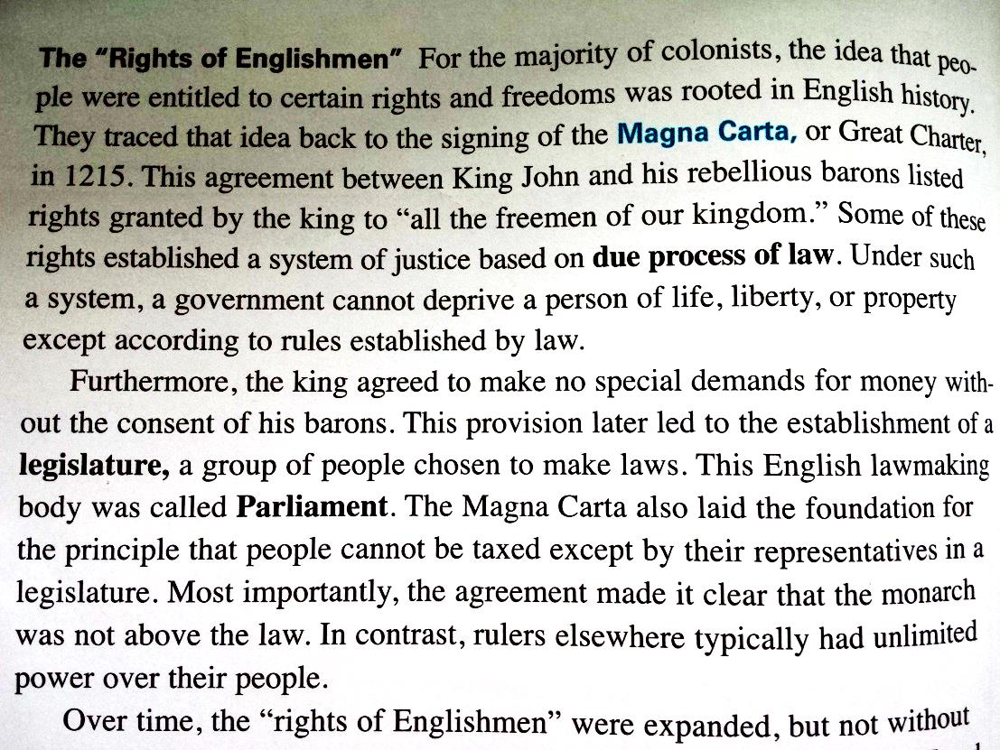 The “Rights of Englishmen” For the majority of colonists, the idea that peo-
ple were entitled to certain rights and freedoms was rooted in English history.
They traced that idea back to the signing of the Magna Carta, or Great Charter,
in 1215. This agreement between King John and his rebellious barons listed
rights granted by the king to “all the freemen of our kingdom.” Some of these
rights established a system of justice based on due process of law. Under such
a system, a government cannot deprive a person of life, liberty, or property
except according to rules established by law.
Furthermore, the king agreed to make no special demands for money with-
out the consent of his barons. This provision later led to the establishment of a
legislature, a group of people chosen to make laws. This English lawmaking
body was called Parliament. The Magna Carta also laid the foundation for
the principle that people cannot be taxed except by their representatives in a
legislature. Most importantly, the agreement made it clear that the monarch
was not above the law. In contrast, rulers elsewhere typically had unlimited
power over their people.
Over time, the “rights of Englishmen” were expanded, but not without